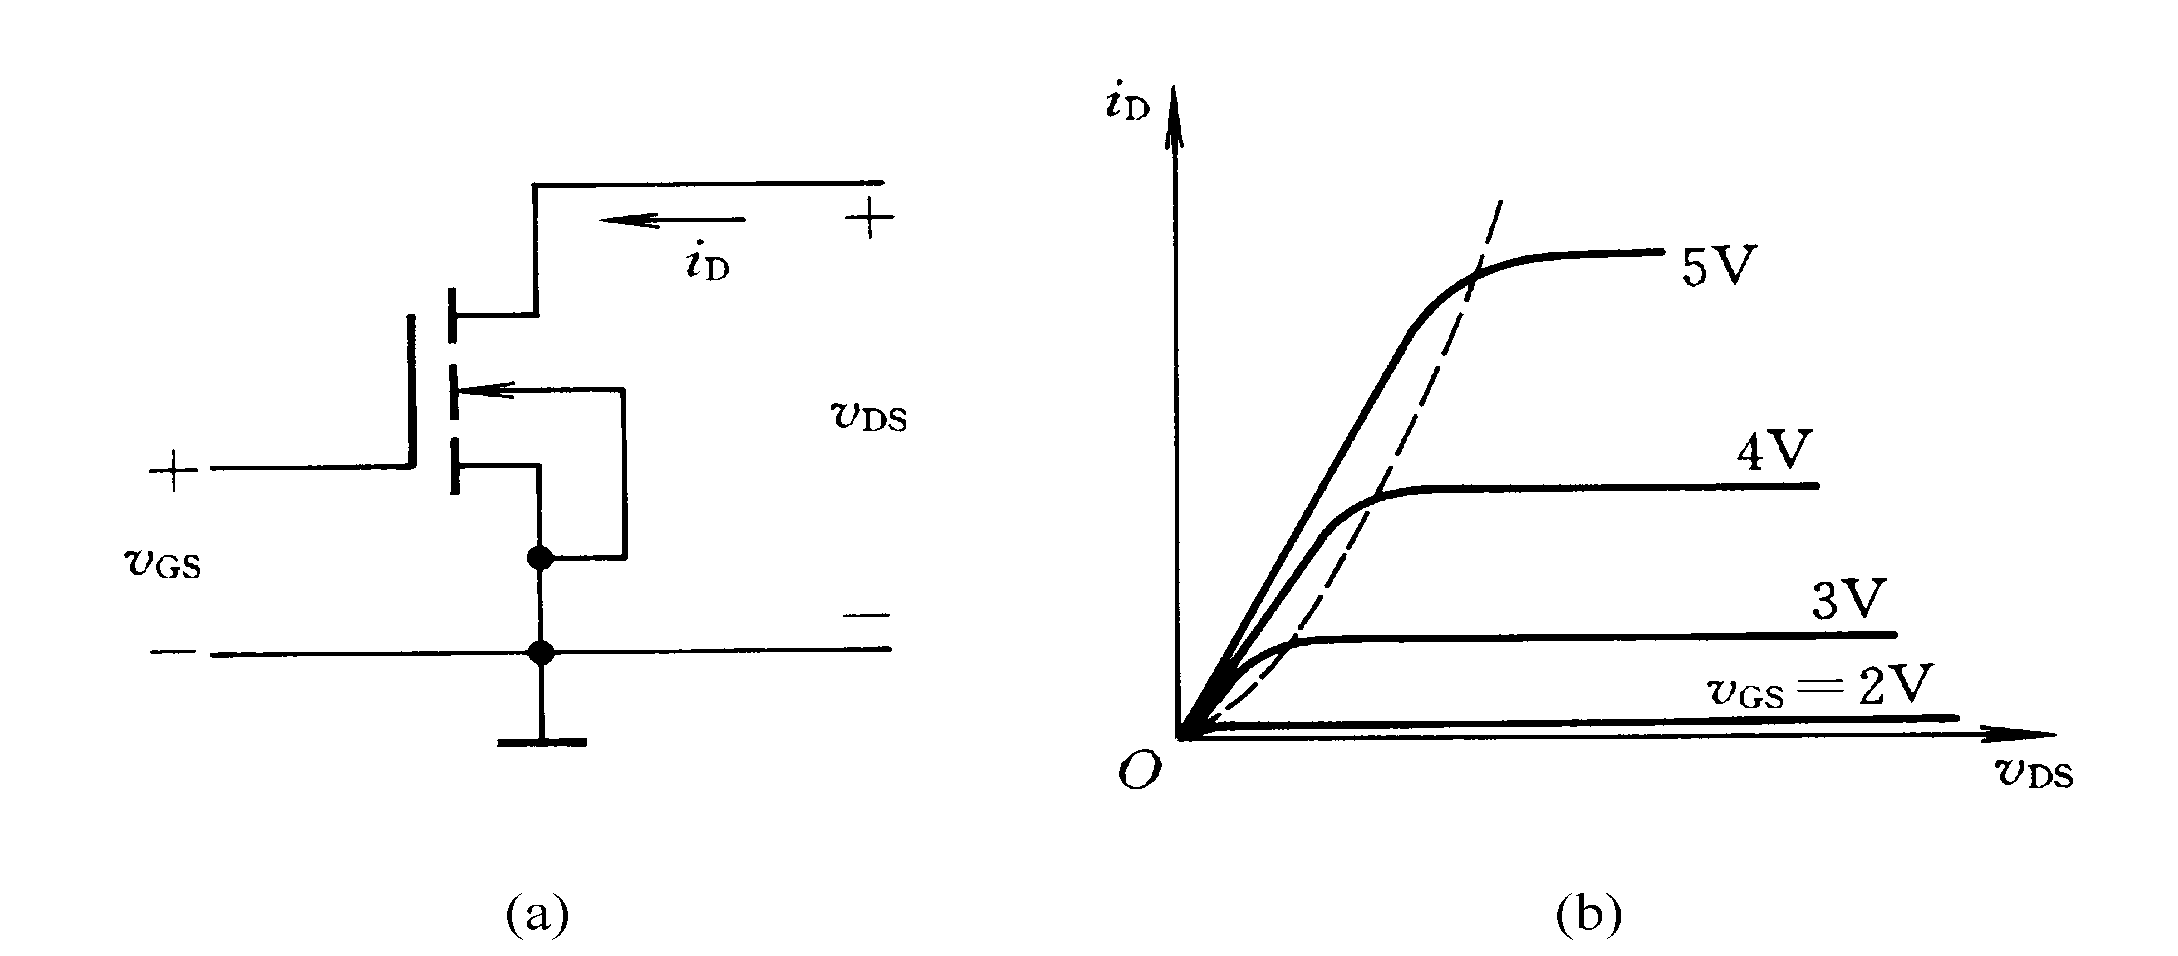 +
i_D
v_DS
+
v_GS
−
−
(a)
i_D
5V
4V
3V
v_GS=2V
O
v_DS
(b)